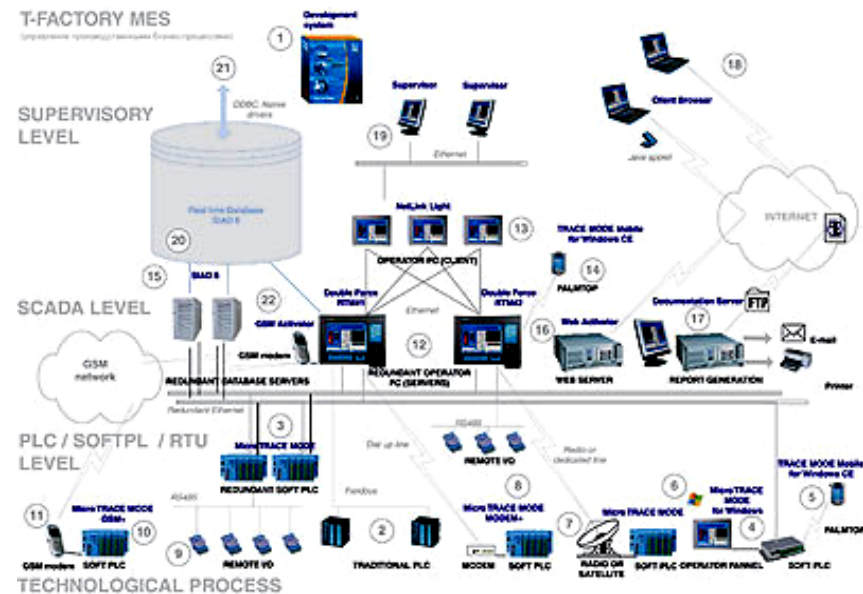 T-FACTORY MES
(управление производственными бизнес-процессами)
Development
system
1
21
18
Supervisor
Supervisor
Client Browser
SUPERVISORY
LEVEL
drivers
19
Ethernet
Java applet
Real-time Database
SIAD 6
NetLink Light
INTERNET
20
13
TRACE MODE Mobile
for Windows CE
OPERATOR PC (CLIENT)
15
SIAD 6
14
Double Force
Double Force
PALMTOP
SCADA LEVEL
22
Ethernet
Documentation Server
FTP
GSM Activator
16
Web Activator
17
GSM
network
GSM modem
12
E-mail
REDUNDANT DATABASE SERVERS
REDUNDANT OPERATOR
PC (SERVERS)
WEB SERVER
REPORT GENERATION
Printer
Redundant Ethernet
PLC / SOFTPL / RTU
LEVEL
3
RS485
Micro TRACE MODE
Dial up line
Radio or
dedicated line
REMOTE I/O
TRACE MODE Mobile
for Windows CE
REDUNDANT SOFT PLC
8
6
Micro TRACE
MODE
for Windows
5
11
Micro TRACE MODE
GSM+
10
RS485
Fieldbus
Micro TRACE MODE
MODEM+
7
Micro TRACE MODE
4
PALMTOP
9
2
GSM modem
SOFT PLC
REMOTE I/O
TRADITIONAL PLC
MODEM
SOFT PLC
RADIO OR
SATELLITE
SOFT PLC
OPERATOR PANNEL
SOFT PLC
TECHNOLOGICAL PROCESS